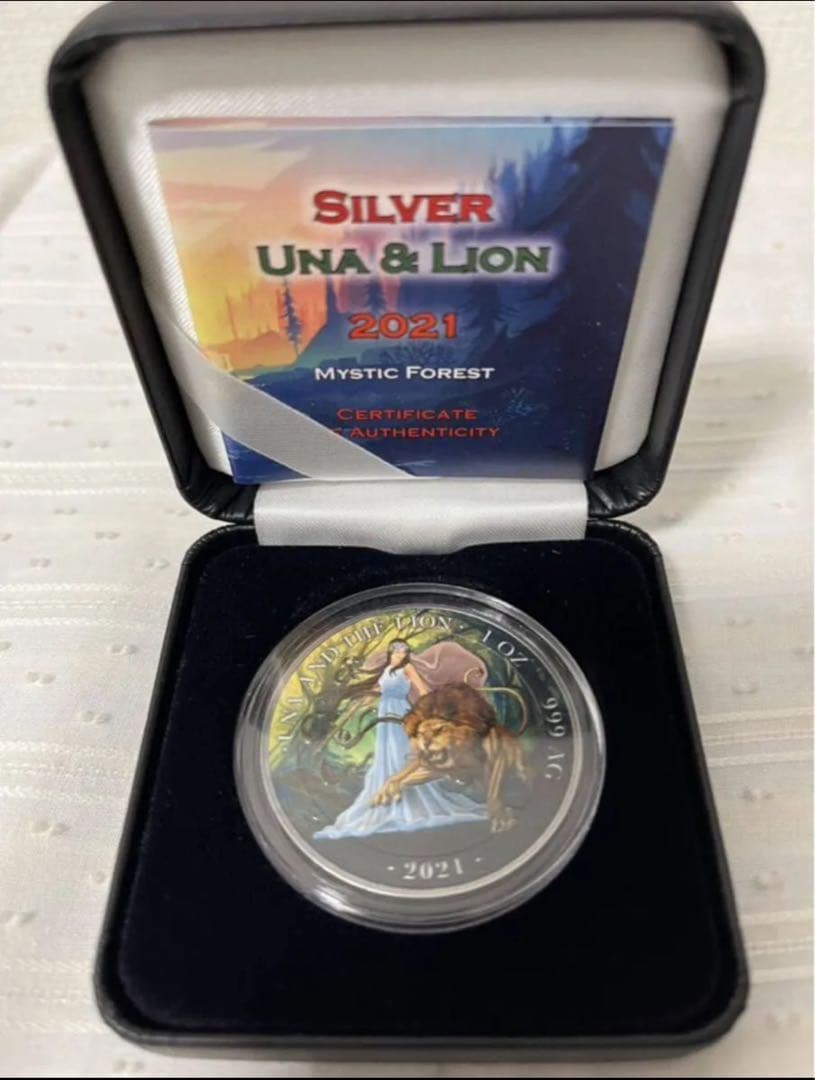 SILVER
UNA & LION
2021
MYSTIC FOREST
CERTIFICATE
AUTHENTICITY
· UNA AND THE LION · 1 OZ 999 AG
· 2021 ·